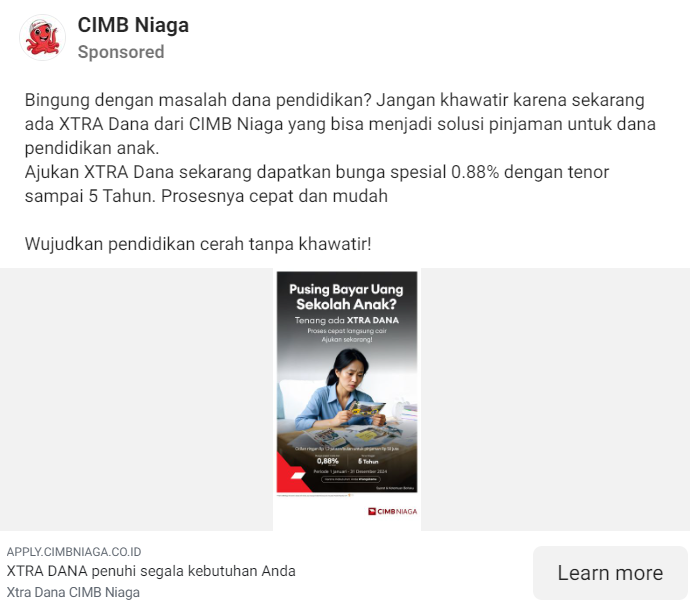 CIMB Niaga
Sponsored
Bingung dengan masalah dana pendidikan? Jangan khawatir karena sekarang
ada XTRA Dana dari CIMB Niaga yang bisa menjadi solusi pinjaman untuk dana
pendidikan anak.
Ajukan XTRA Dana sekarang dapatkan bunga spesial 0.88% dengan tenor
sampai 5 Tahun. Prosesnya cepat dan mudah
Wujudkan pendidikan cerah tanpa khawatir!
Pusing Bayar Uang
Sekolah Anak?
Tenang ada XTRA DANA
Proses cepat langsung cair
Ajukan sekarang!
0,88%
5 Tahun
Periode 1 Januari - 31 Desember 2024
CIMB NIAGA
APPLY.CIMBNIAGA.CO.ID
XTRA DANA penuhi segala kebutuhan Anda
Xtra Dana CIMB Niaga
Learn more